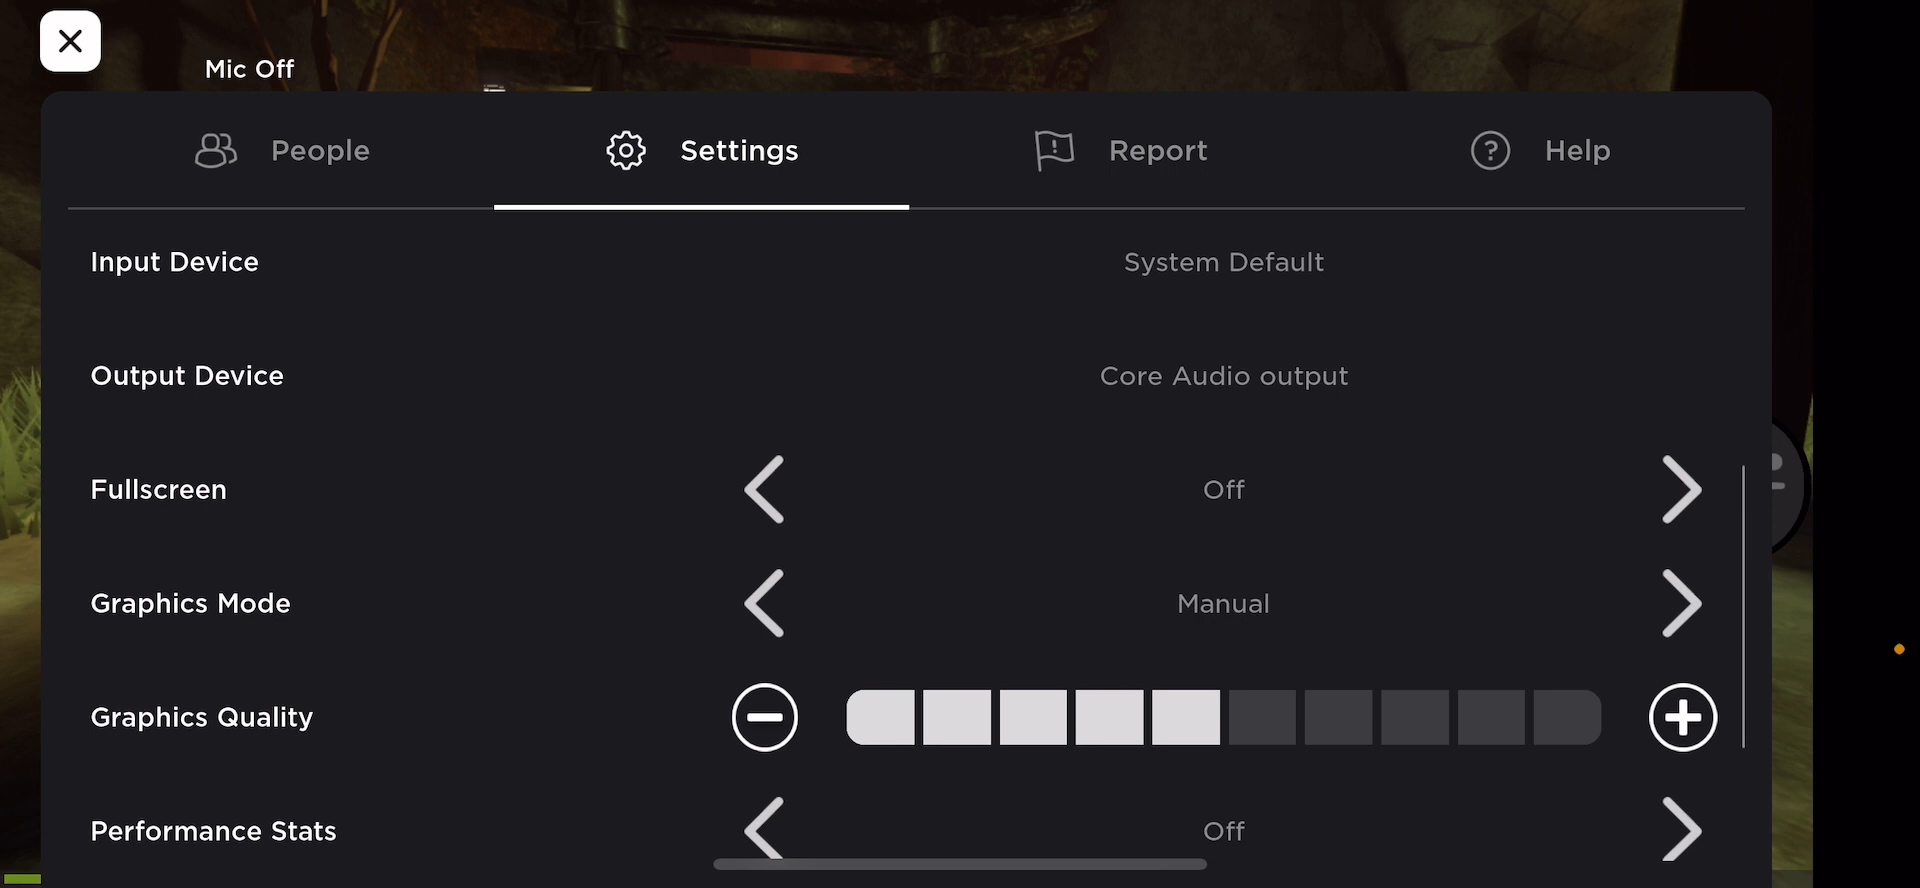 Mic Off
People
Settings
Report
Help
Input Device
System Default
Output Device
Core Audio output
Fullscreen
Off
Graphics Mode
Manual
Graphics Quality
Performance Stats
Off